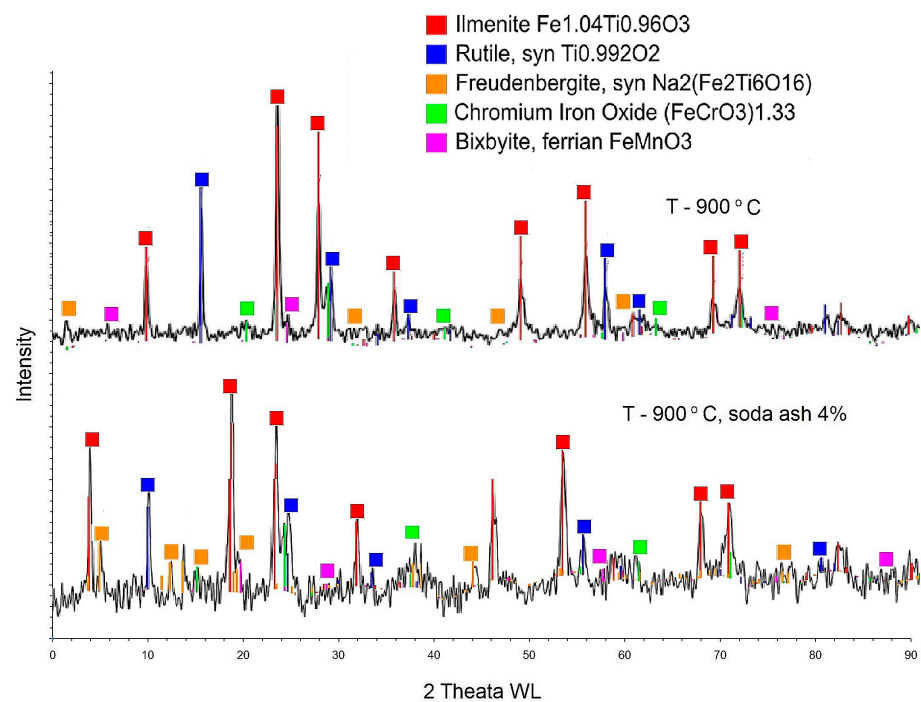 Ilmenite Fe1.04Ti0.96O3
Rutile, syn Ti0.992O2
Freudenbergite, syn Na2(Fe2Ti6O16)
Chromium Iron Oxide (FeCrO3)1.33
Bixbyite, ferrian FeMnO3
T - 900 ° C
Intensity
T - 900 ° C, soda ash 4%
0 10 20 30 40 50 60 70 80 90
2 Theata WL